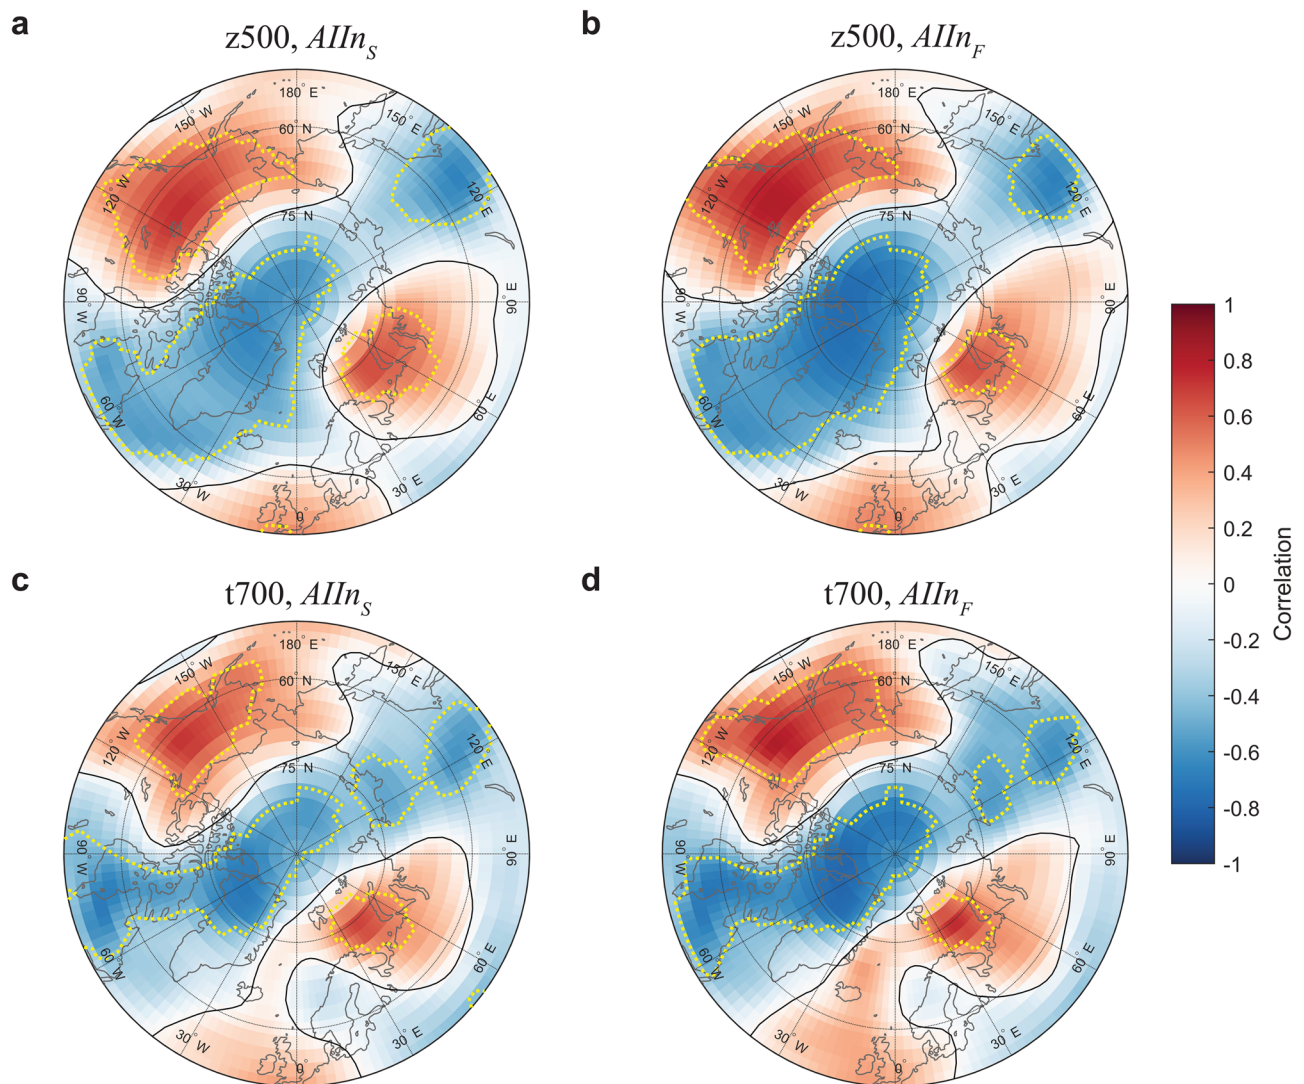 a
z500, AIIn_S
180° E
150° W
60° N
150° E
120° W
120° E
75° N
90° W
90° E
60° W
60° E
30° W
30° E
0°
b
z500, AIIn_F
180° E
150° W
60° N
150° E
120° W
120° E
75° N
90° W
90° E
60° W
60° E
30° W
30° E
0°
c
t700, AIIn_S
180° E
150° W
60° N
150° E
120° W
120° E
75° N
90° W
90° E
60° W
60° E
30° W
30° E
0°
d
t700, AIIn_F
180° E
150° W
60° N
150° E
120° W
120° E
75° N
90° W
90° E
60° W
60° E
30° W
30° E
0°
1
0.8
0.6
0.4
0.2
0
-0.2
-0.4
-0.6
-0.8
-1
Correlation